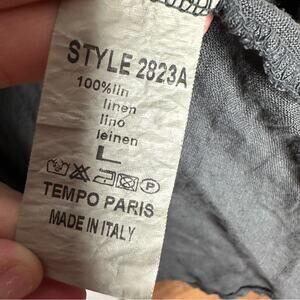 STYLE 2823A
100%lin
linen
lino
leinen
L
P
TEMPO PARIS
MADE IN ITALY